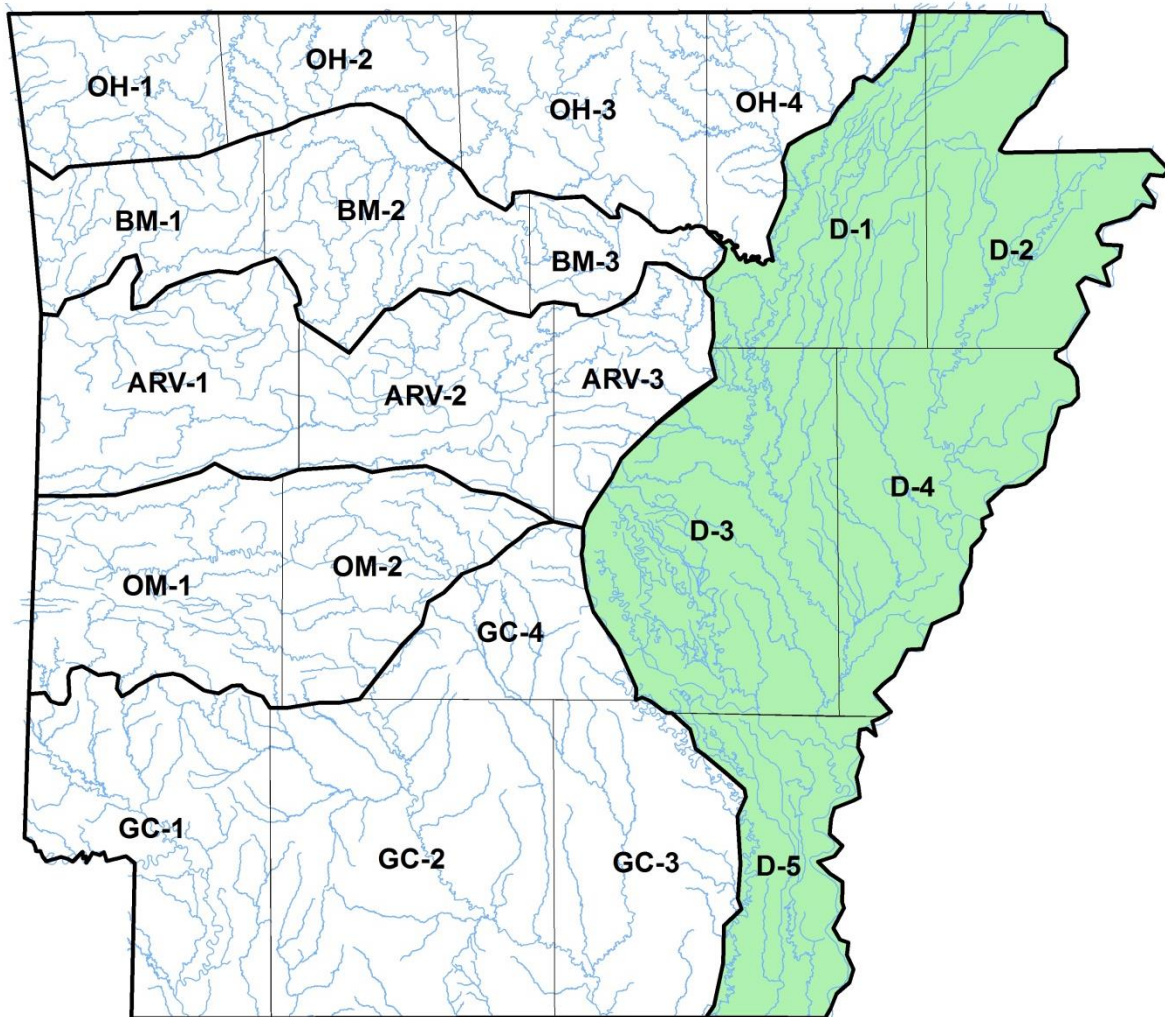 OH-1
OH-2
OH-3
OH-4
BM-1
BM-2
BM-3
D-1
D-2
ARV-1
ARV-2
ARV-3
D-3
D-4
OM-1
OM-2
GC-4
GC-1
GC-2
GC-3
D-5